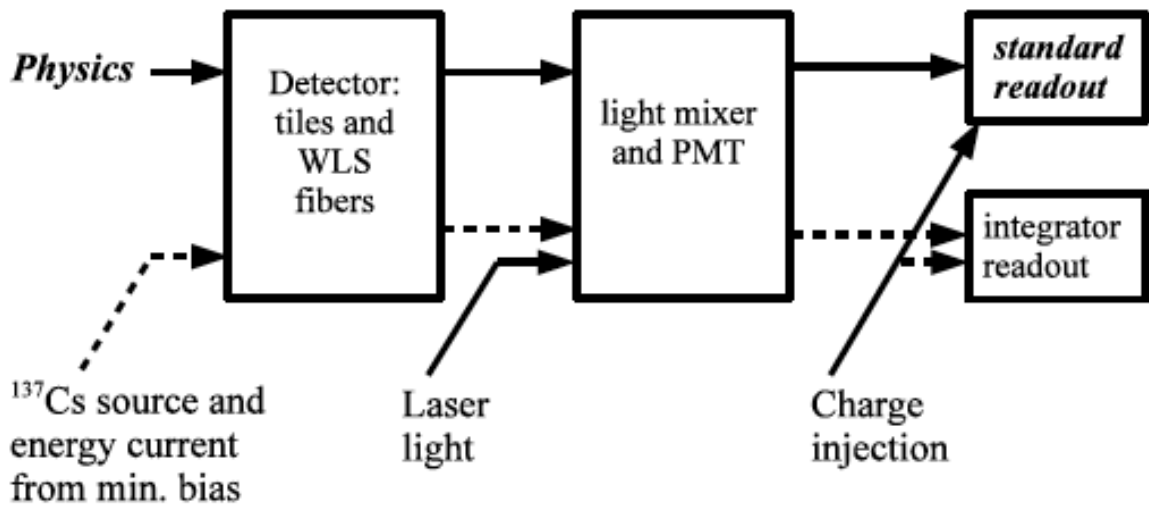 Physics
Detector:
tiles and
WLS
fibers
light mixer
and PMT
standard
readout
integrator
readout
¹³⁷Cs source and
energy current
from min. bias
Laser
light
Charge
injection